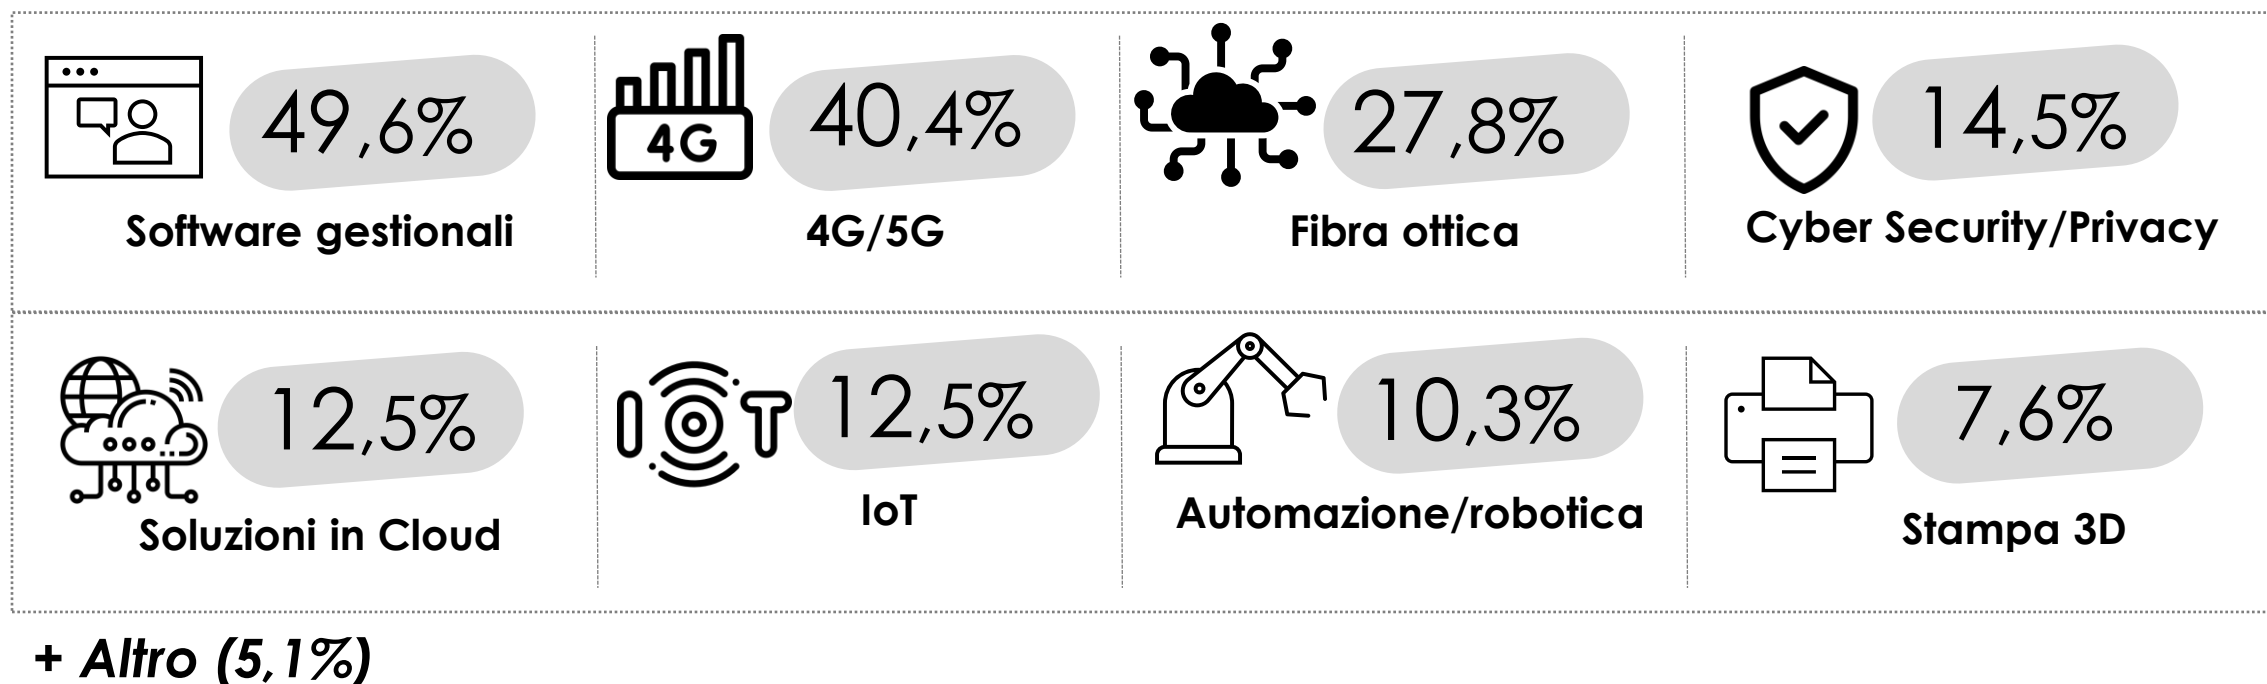 49,6%
Software gestionali
4G
40,4%
4G/5G
27,8%
Fibra ottica
14,5%
Cyber Security/Privacy
12,5%
Soluzioni in Cloud
IOT
12,5%
IoT
10,3%
Automazione/robotica
7,6%
Stampa 3D
+ Altro (5,1%)